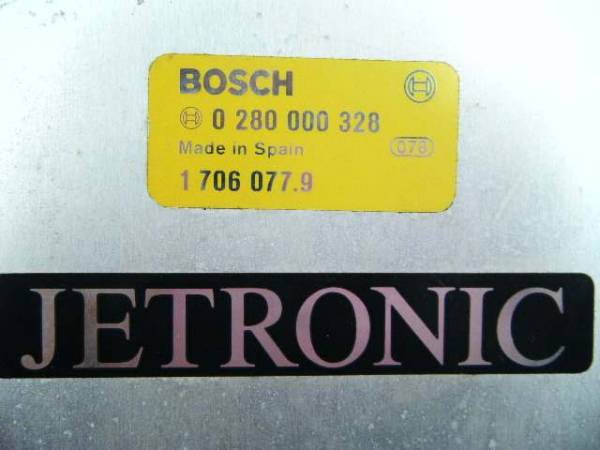 BOSCH
0 280 000 328
Made in Spain 078
1 706 077.9
JETRONIC